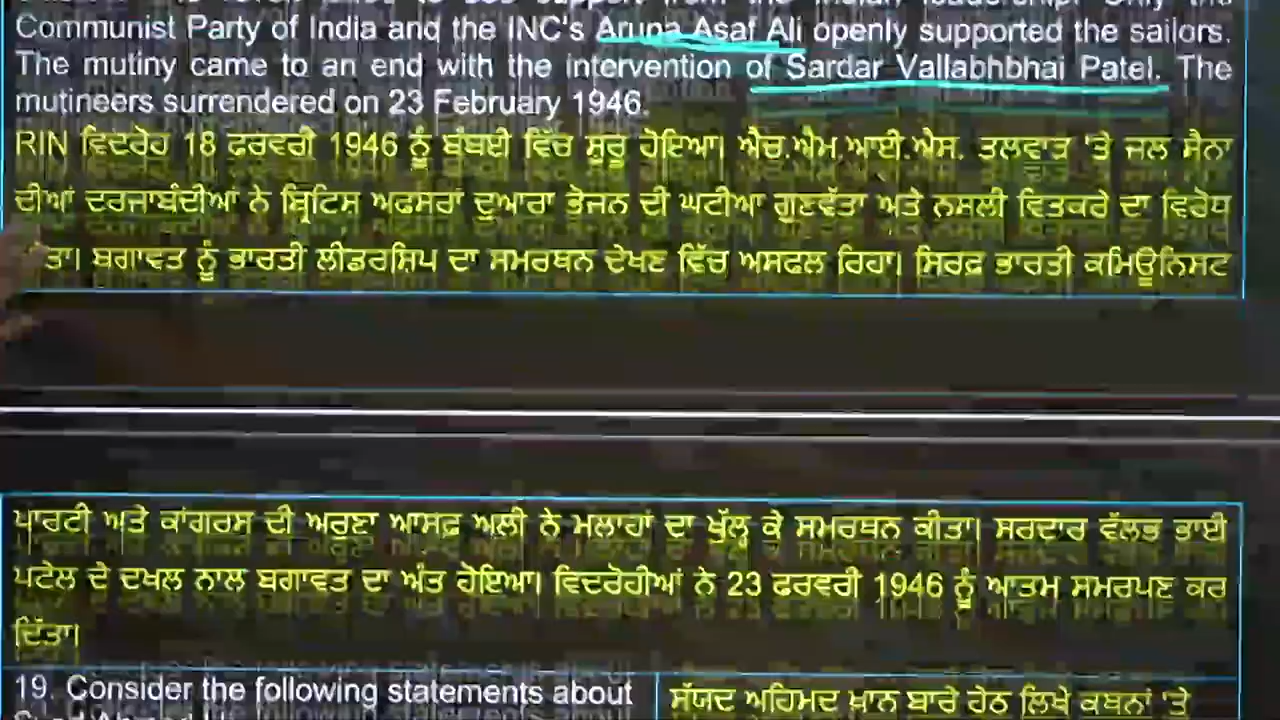 Communist Party of India and the INC's Aruna Asaf Ali openly supported the sailors.
The mutiny came to an end with the intervention of Sardar Vallabhbhai Patel. The
mutineers surrendered on 23 February 1946.
RIN ਵਿਦਰੋਹ 18 ਫਰਵਰੀ 1946 ਨੂੰ ਬੰਬਈ ਵਿੱਚ ਸ਼ੁਰੂ ਹੋਇਆ। ਐਚ.ਐਮ.ਆਈ.ਐਸ. ਤਲਵਾੜ 'ਤੇ ਜਲ ਸੈਨਾ
ਦੀਆਂ ਦਰਜਾਬੰਦੀਆਂ ਨੇ ਬ੍ਰਿਟਿਸ਼ ਅਫਸਰਾਂ ਦੁਆਰਾ ਭੋਜਨ ਦੀ ਘਟੀਆ ਗੁਣਵੱਤਾ ਅਤੇ ਨਸਲੀ ਵਿਤਕਰੇ ਦਾ ਵਿਰੋਧ
ਬਗਾਵਤ ਨੂੰ ਭਾਰਤੀ ਲੀਡਰਸ਼ਿਪ ਦਾ ਸਮਰਥਨ ਦੇਖਣ ਵਿੱਚ ਅਸਫਲ ਰਿਹਾ। ਸਿਰਫ਼ ਭਾਰਤੀ ਕਮਿਊਨਿਸਟ
ਪਾਰਟੀ ਅਤੇ ਕਾਂਗਰਸ ਦੀ ਅਰੁਣਾ ਆਸਫ਼ ਅਲੀ ਨੇ ਮਲਾਹਾਂ ਦਾ ਖੁੱਲ੍ਹ ਕੇ ਸਮਰਥਨ ਕੀਤਾ। ਸਰਦਾਰ ਵੱਲਭ ਭਾਈ
ਪਟੇਲ ਦੇ ਦਖਲ ਨਾਲ ਬਗਾਵਤ ਦਾ ਅੰਤ ਹੋਇਆ। ਵਿਦਰੋਹੀਆਂ ਨੇ 23 ਫਰਵਰੀ 1946 ਨੂੰ ਆਤਮ ਸਮਰਪਣ ਕਰ
ਦਿੱਤਾ।
19. Consider the following statements about
ਸੱਯਦ ਅਹਿਮਦ ਖਾਨ ਬਾਰੇ ਹੇਠ ਲਿਖੇ ਕਥਨਾਂ 'ਤੇ